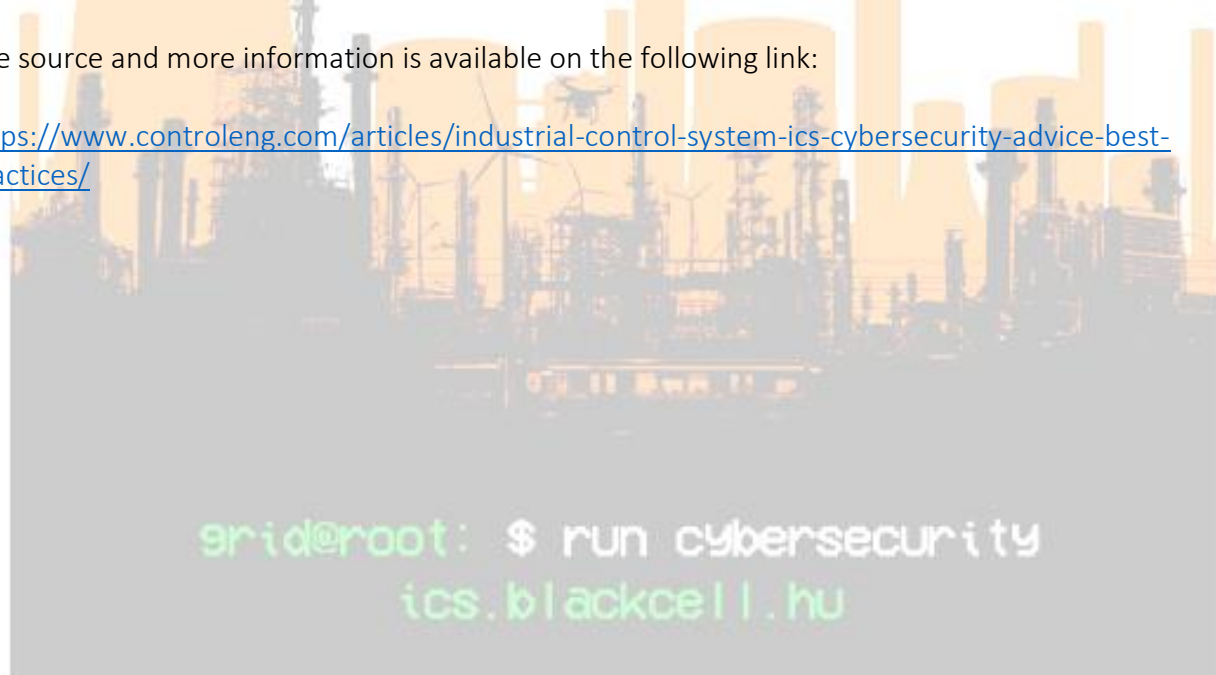 e source and more information is available on the following link:
ps://www.controleng.com/articles/industrial-control-system-ics-cybersecurity-advice-best-
actices/
grid@root: $ run cybersecurity
ics.blackcell.hu